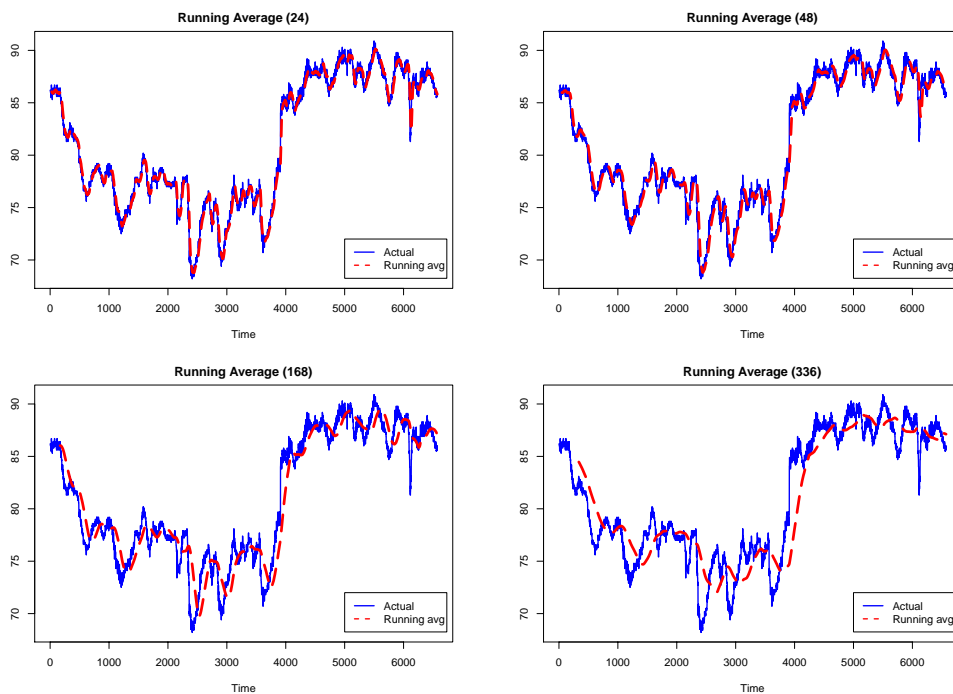 Running Average (24)
90
85
80
75
70
Actual
Running avg
0 1000 2000 3000 4000 5000 6000
Time
Running Average (48)
90
85
80
75
70
Actual
Running avg
0 1000 2000 3000 4000 5000 6000
Time
Running Average (168)
90
85
80
75
70
Actual
Running avg
0 1000 2000 3000 4000 5000 6000
Time
Running Average (336)
90
85
80
75
70
Actual
Running avg
0 1000 2000 3000 4000 5000 6000
Time